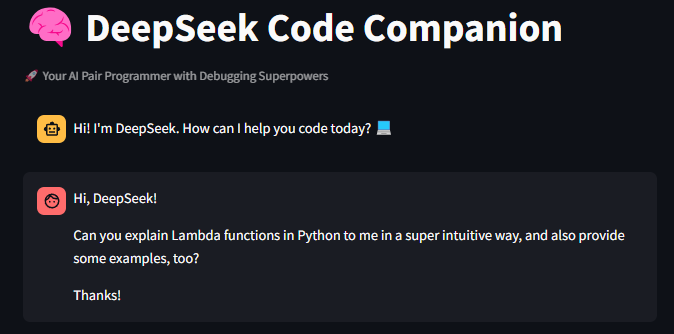 🧠 DeepSeek Code Companion
🚀 Your AI Pair Programmer with Debugging Superpowers
Hi! I'm DeepSeek. How can I help you code today? 💻
Hi, DeepSeek!
Can you explain Lambda functions in Python to me in a super intuitive way, and also provide
some examples, too?
Thanks!